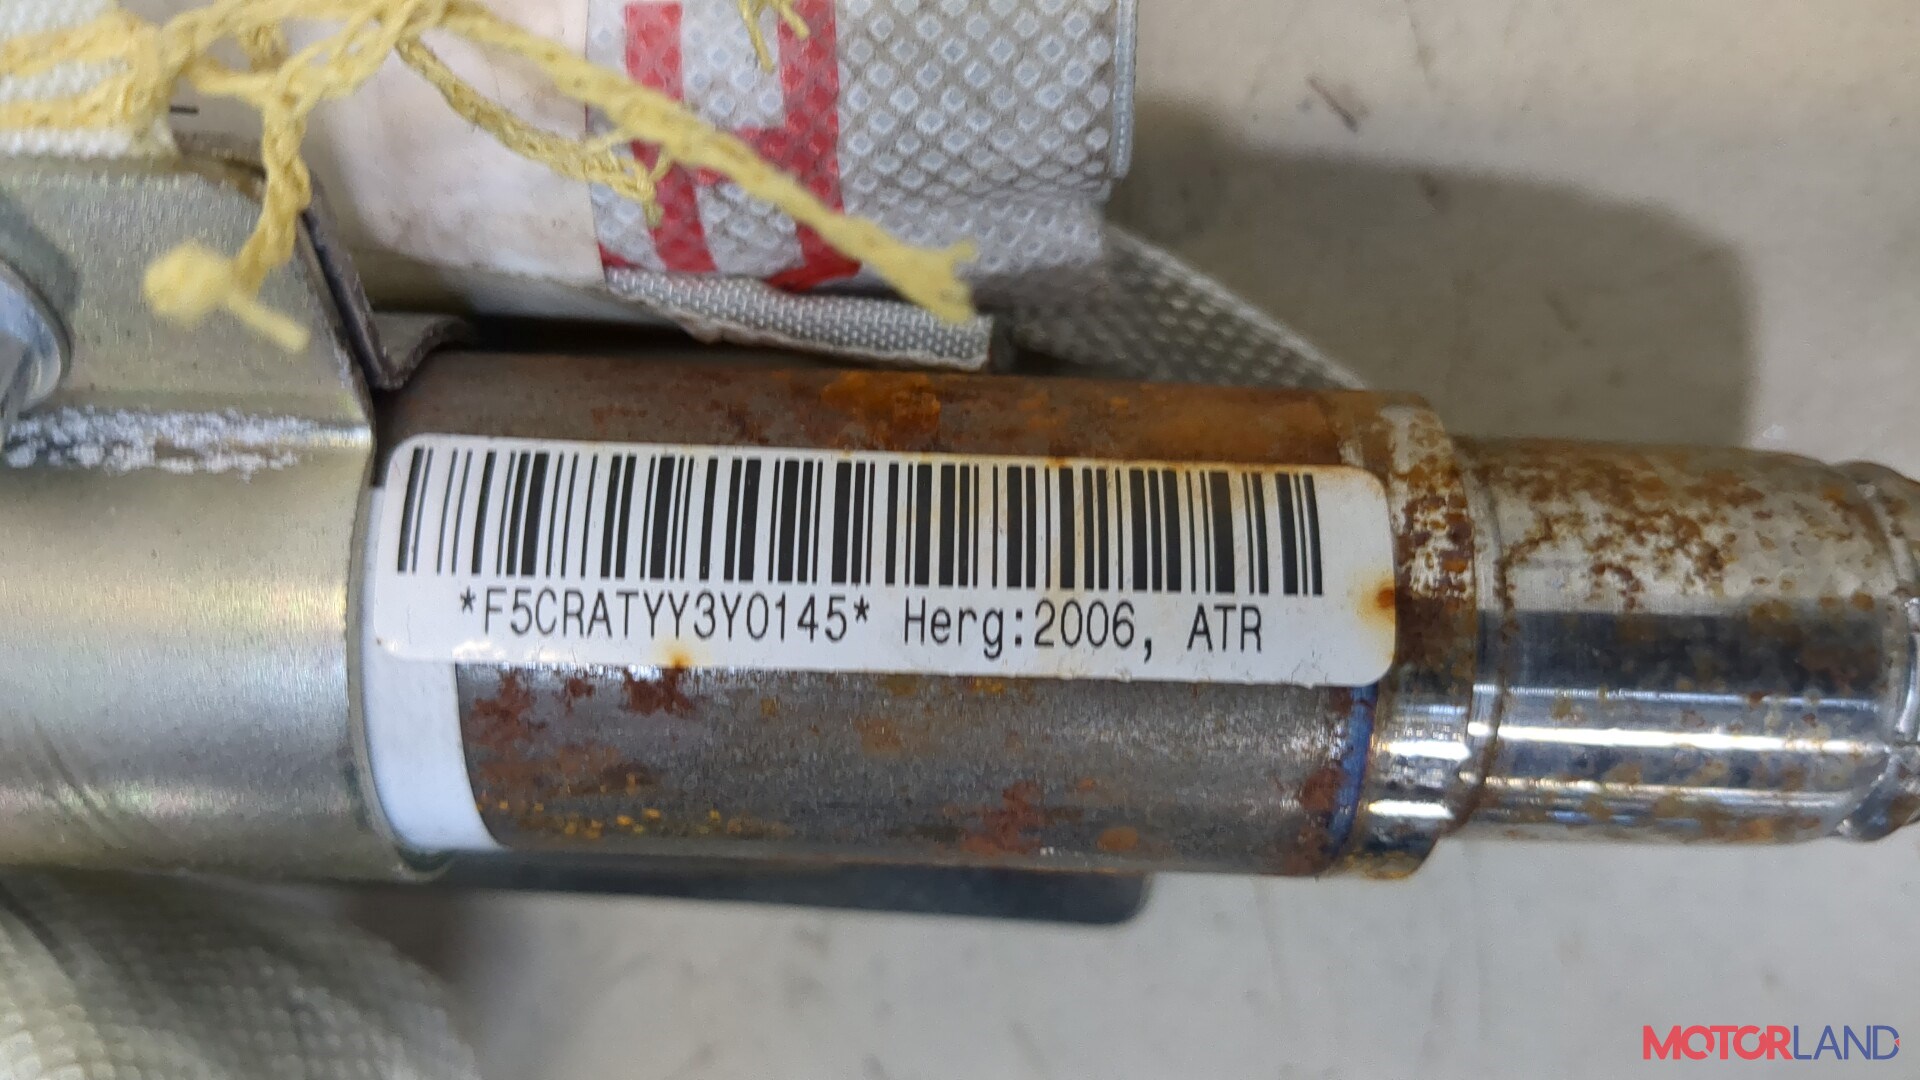 *F5CRATYY3Y0145* Herg:2006, ATR
MOTORLAND